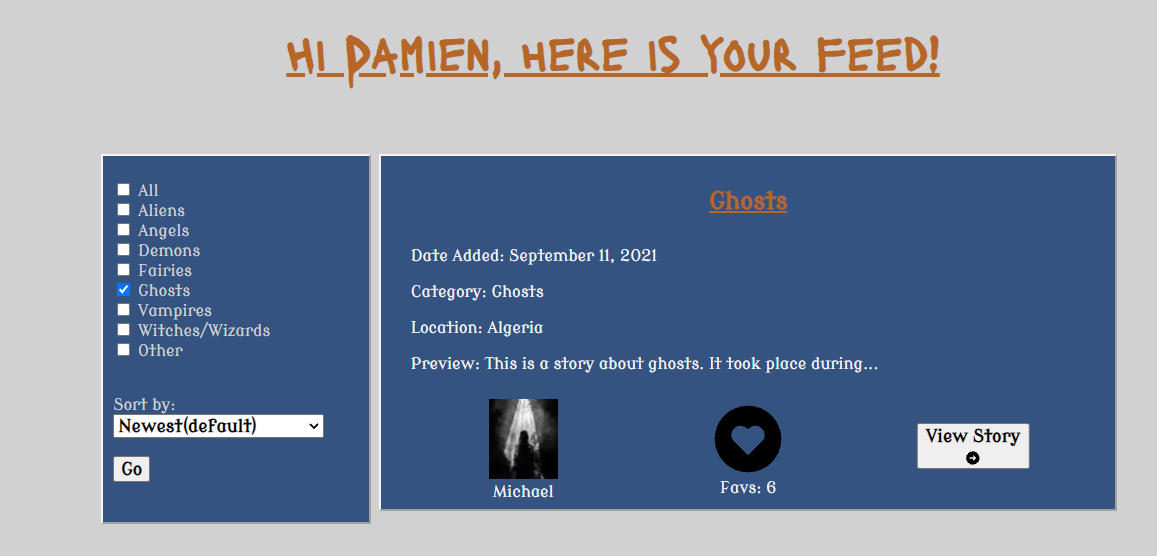 Hi Damien, here is your feed!
All
Aliens
Angels
Demons
Fairies
Ghosts
Vampires
Witches/Wizards
Other
Sort by:
Newest(default)
Go
Ghosts
Date Added: September 11, 2021
Category: Ghosts
Location: Algeria
Preview: This is a story about ghosts. It took place during...
Michael
Favs: 6
View Story